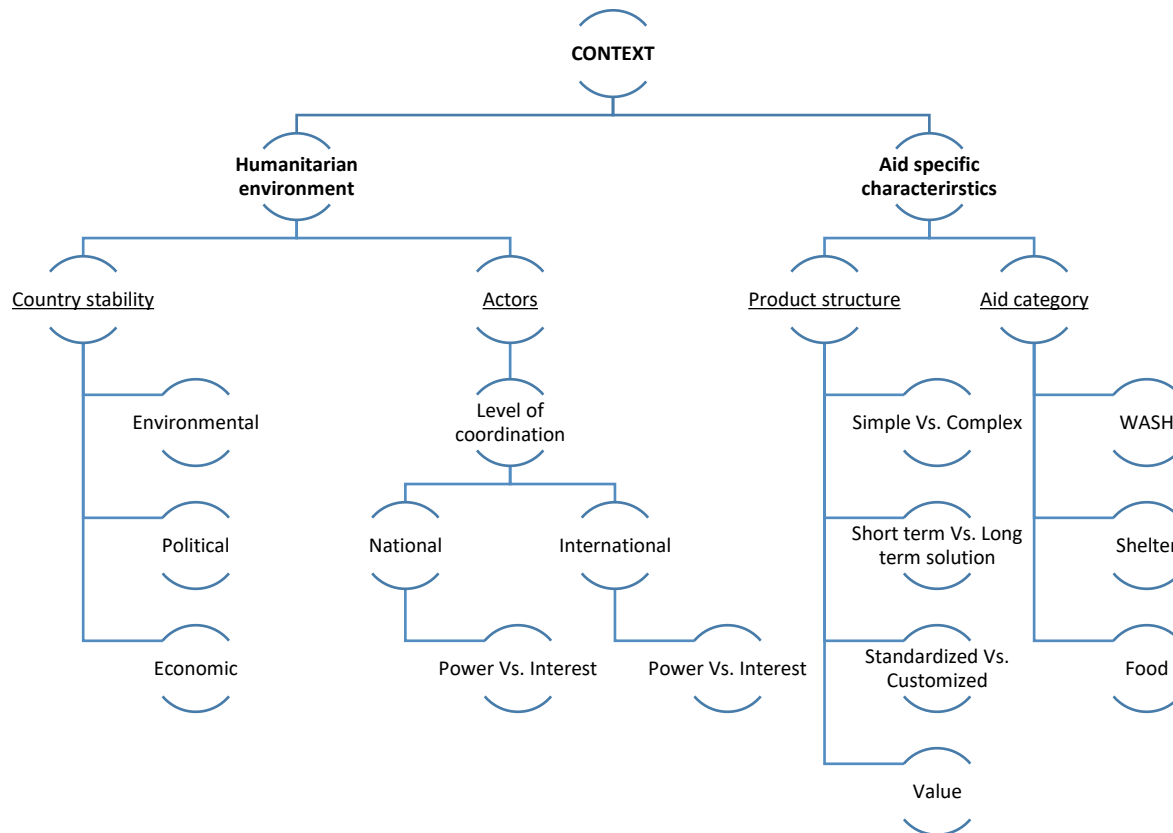 CONTEXT
Humanitarian
environment
Aid specific
characterirstics
Country stability
Actors
Product structure
Aid category
Environmental
Level of
coordination
Simple Vs. Complex
WASH
Political
National
International
Short term Vs. Long
term solution
Shelter
Economic
Power Vs. Interest
Power Vs. Interest
Standardized Vs.
Customized
Food
Value